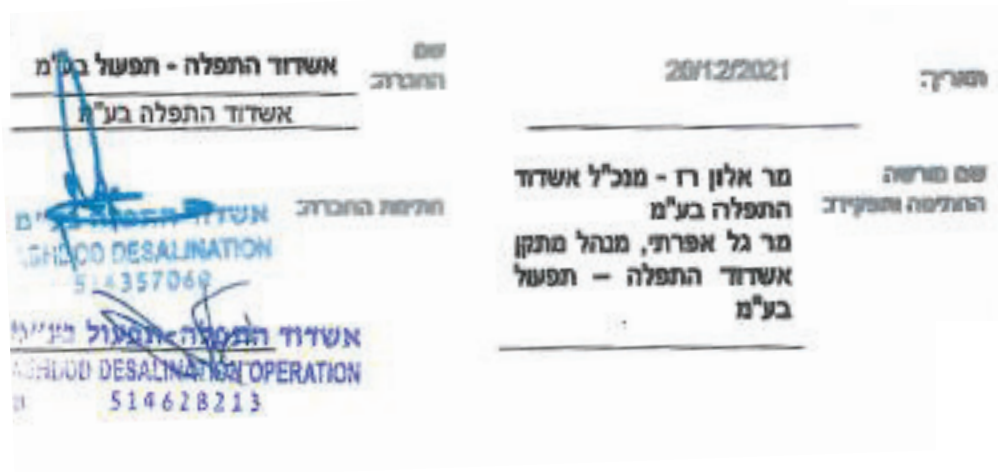 תאריך:
20/12/2021
שם
החברה:
אשדוד התפלה - תפעול בע"מ
אשדוד התפלה בע"מ
שם מורשה
החתימה ותפקידו:
מר אלון רז - מנכ"ל אשדוד
התפלה בע"מ
מר גל אפרתי, מנהל מתקן
אשדוד התפלה – תפעול
בע"מ
חתימת החברה:
אשדוד התפלה בע"מ
ASHDOD DESALINATION
514357060
אשדוד התפלה-תפעול בע"מ
ASHDOD DESALINATION OPERATION
514628213